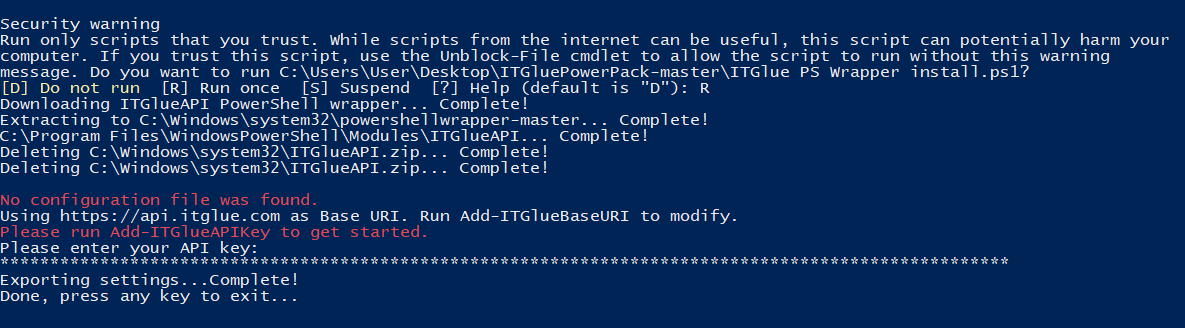 Security warning
Run only scripts that you trust. While scripts from the internet can be useful, this script can potentially harm your
computer. If you trust this script, use the Unblock-File cmdlet to allow the script to run without this warning
message. Do you want to run C:\Users\User\Desktop\ITGluePowerPack-master\ITGlue PS Wrapper install.ps1?
[D] Do not run  [R] Run once  [S] Suspend  [?] Help (default is "D"): R
Downloading ITGlueAPI PowerShell wrapper... Complete!
Extracting to C:\Windows\system32\powershellwrapper-master... Complete!
C:\Program Files\WindowsPowerShell\Modules\ITGlueAPI... Complete!
Deleting C:\Windows\system32\ITGlueAPI.zip... Complete!
Deleting C:\Windows\system32\ITGlueAPI.zip... Complete!
No configuration file was found.
Using https://api.itglue.com as Base URI. Run Add-ITGlueBaseURI to modify.
Please run Add-ITGlueAPIKey to get started.
Please enter your API key:
*****************************************************************************************************
Exporting settings...Complete!
Done, press any key to exit...